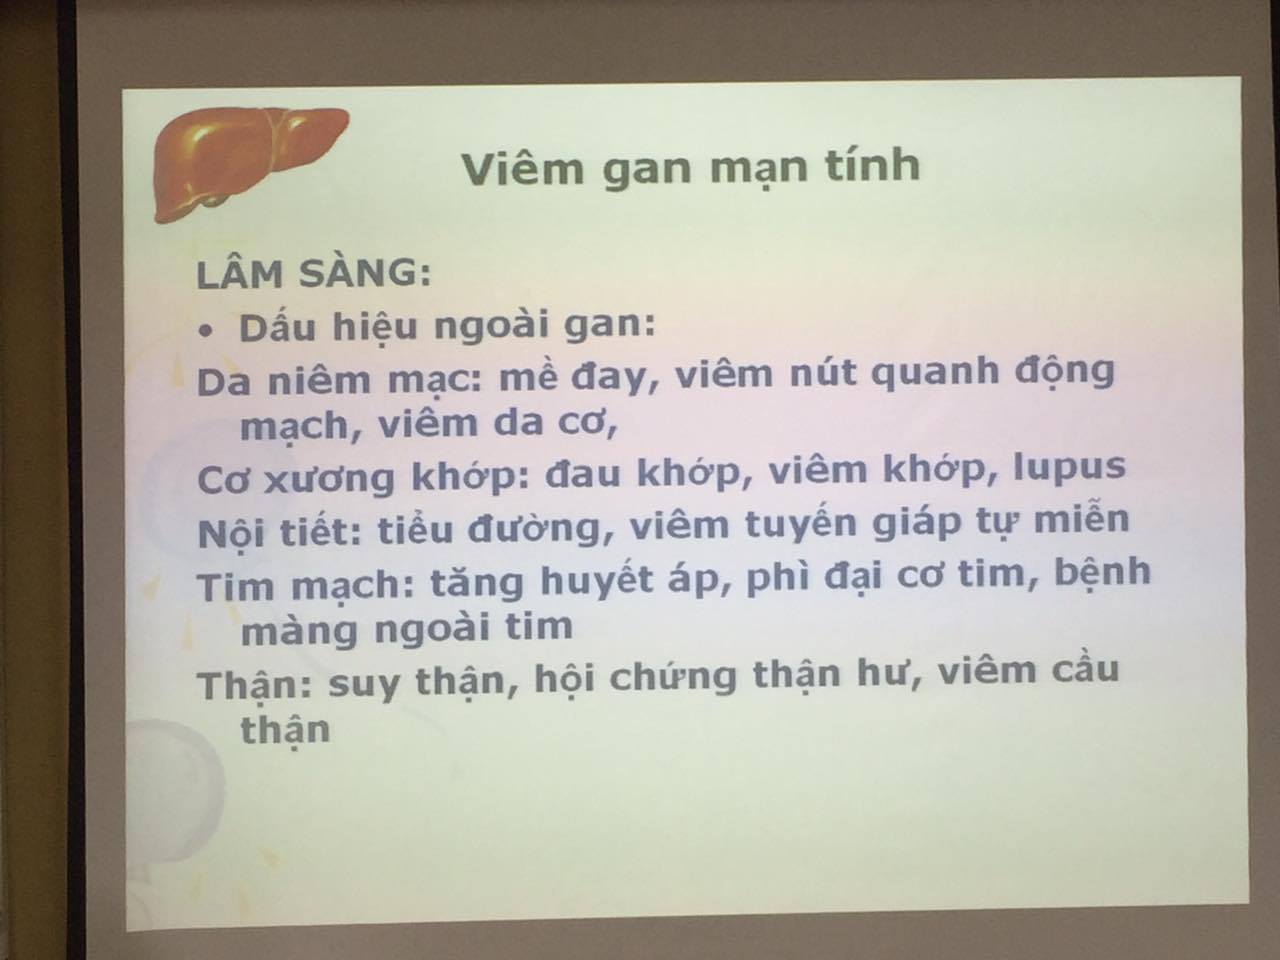 Viêm gan mạn tính
LÂM SÀNG:
• Dấu hiệu ngoài gan:
Da niêm mạc: mề đay, viêm nút quanh động
mạch, viêm da cơ,
Cơ xương khớp: đau khớp, viêm khớp, lupus
Nội tiết: tiểu đường, viêm tuyến giáp tự miễn
Tim mạch: tăng huyết áp, phì đại cơ tim, bệnh
màng ngoài tim
Thận: suy thận, hội chứng thận hư, viêm cầu
thận